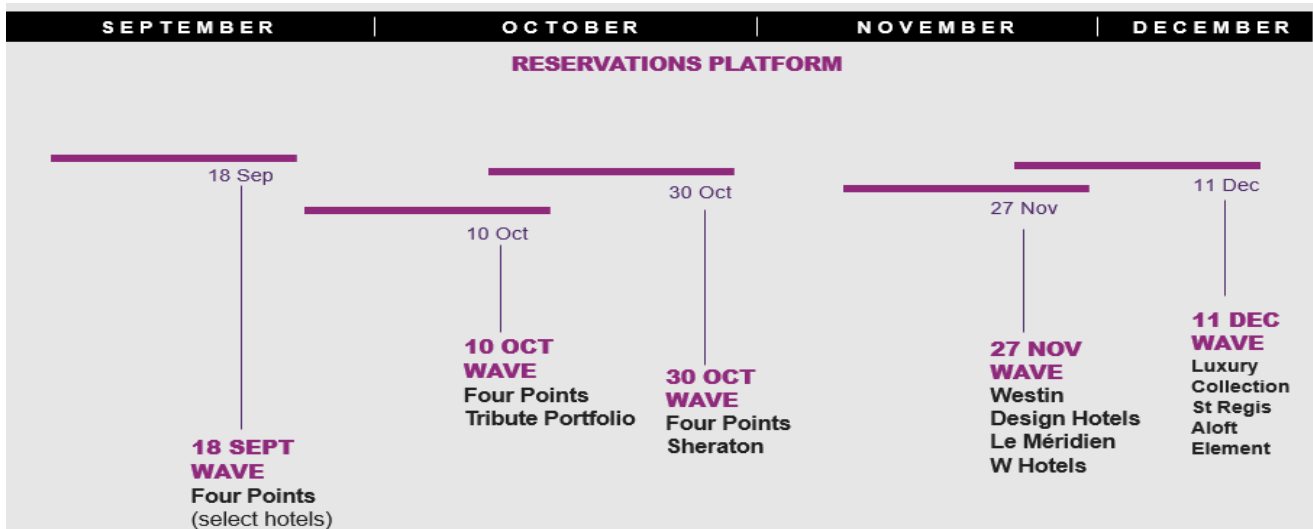 SEPTEMBER | OCTOBER | NOVEMBER | DECEMBER
RESERVATIONS PLATFORM
18 Sep
10 Oct
30 Oct
27 Nov
11 Dec
18 SEPT
WAVE
Four Points
(select hotels)
10 OCT
WAVE
Four Points
Tribute Portfolio
30 OCT
WAVE
Four Points
Sheraton
27 NOV
WAVE
Westin
Design Hotels
Le Méridien
W Hotels
11 DEC
WAVE
Luxury
Collection
St Regis
Aloft
Element